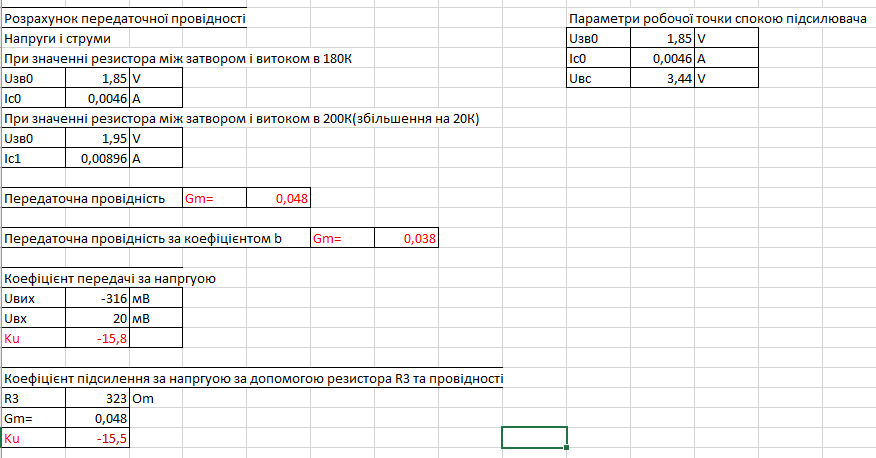 Розрахунок передаточної провідності
Параметри робочої точки спокою підсилювача
Напруги і струми
Uзв0 1,85 V
При значенні резистора між затвором і витоком в 180К
Ic0 0,0046 A
Uзв0 1,85 V
Uвс 3,44 V
Ic0 0,0046 A
При значенні резистора між затвором і витоком в 200К(збільшення на 20К)
Uзв0 1,95 V
Ic1 0,00896 A
Передаточна провідність Gm= 0,048
Передаточна провідність за коефіцієнтом b Gm= 0,038
Коефіцієнт передачі за напргуою
Uвих -316 мВ
Uвх 20 мВ
Ku -15,8
Коефіцієнт підсилення за напргуою за допомогою резистора R3 та провідності
R3 323 Om
Gm= 0,048
Ku -15,5